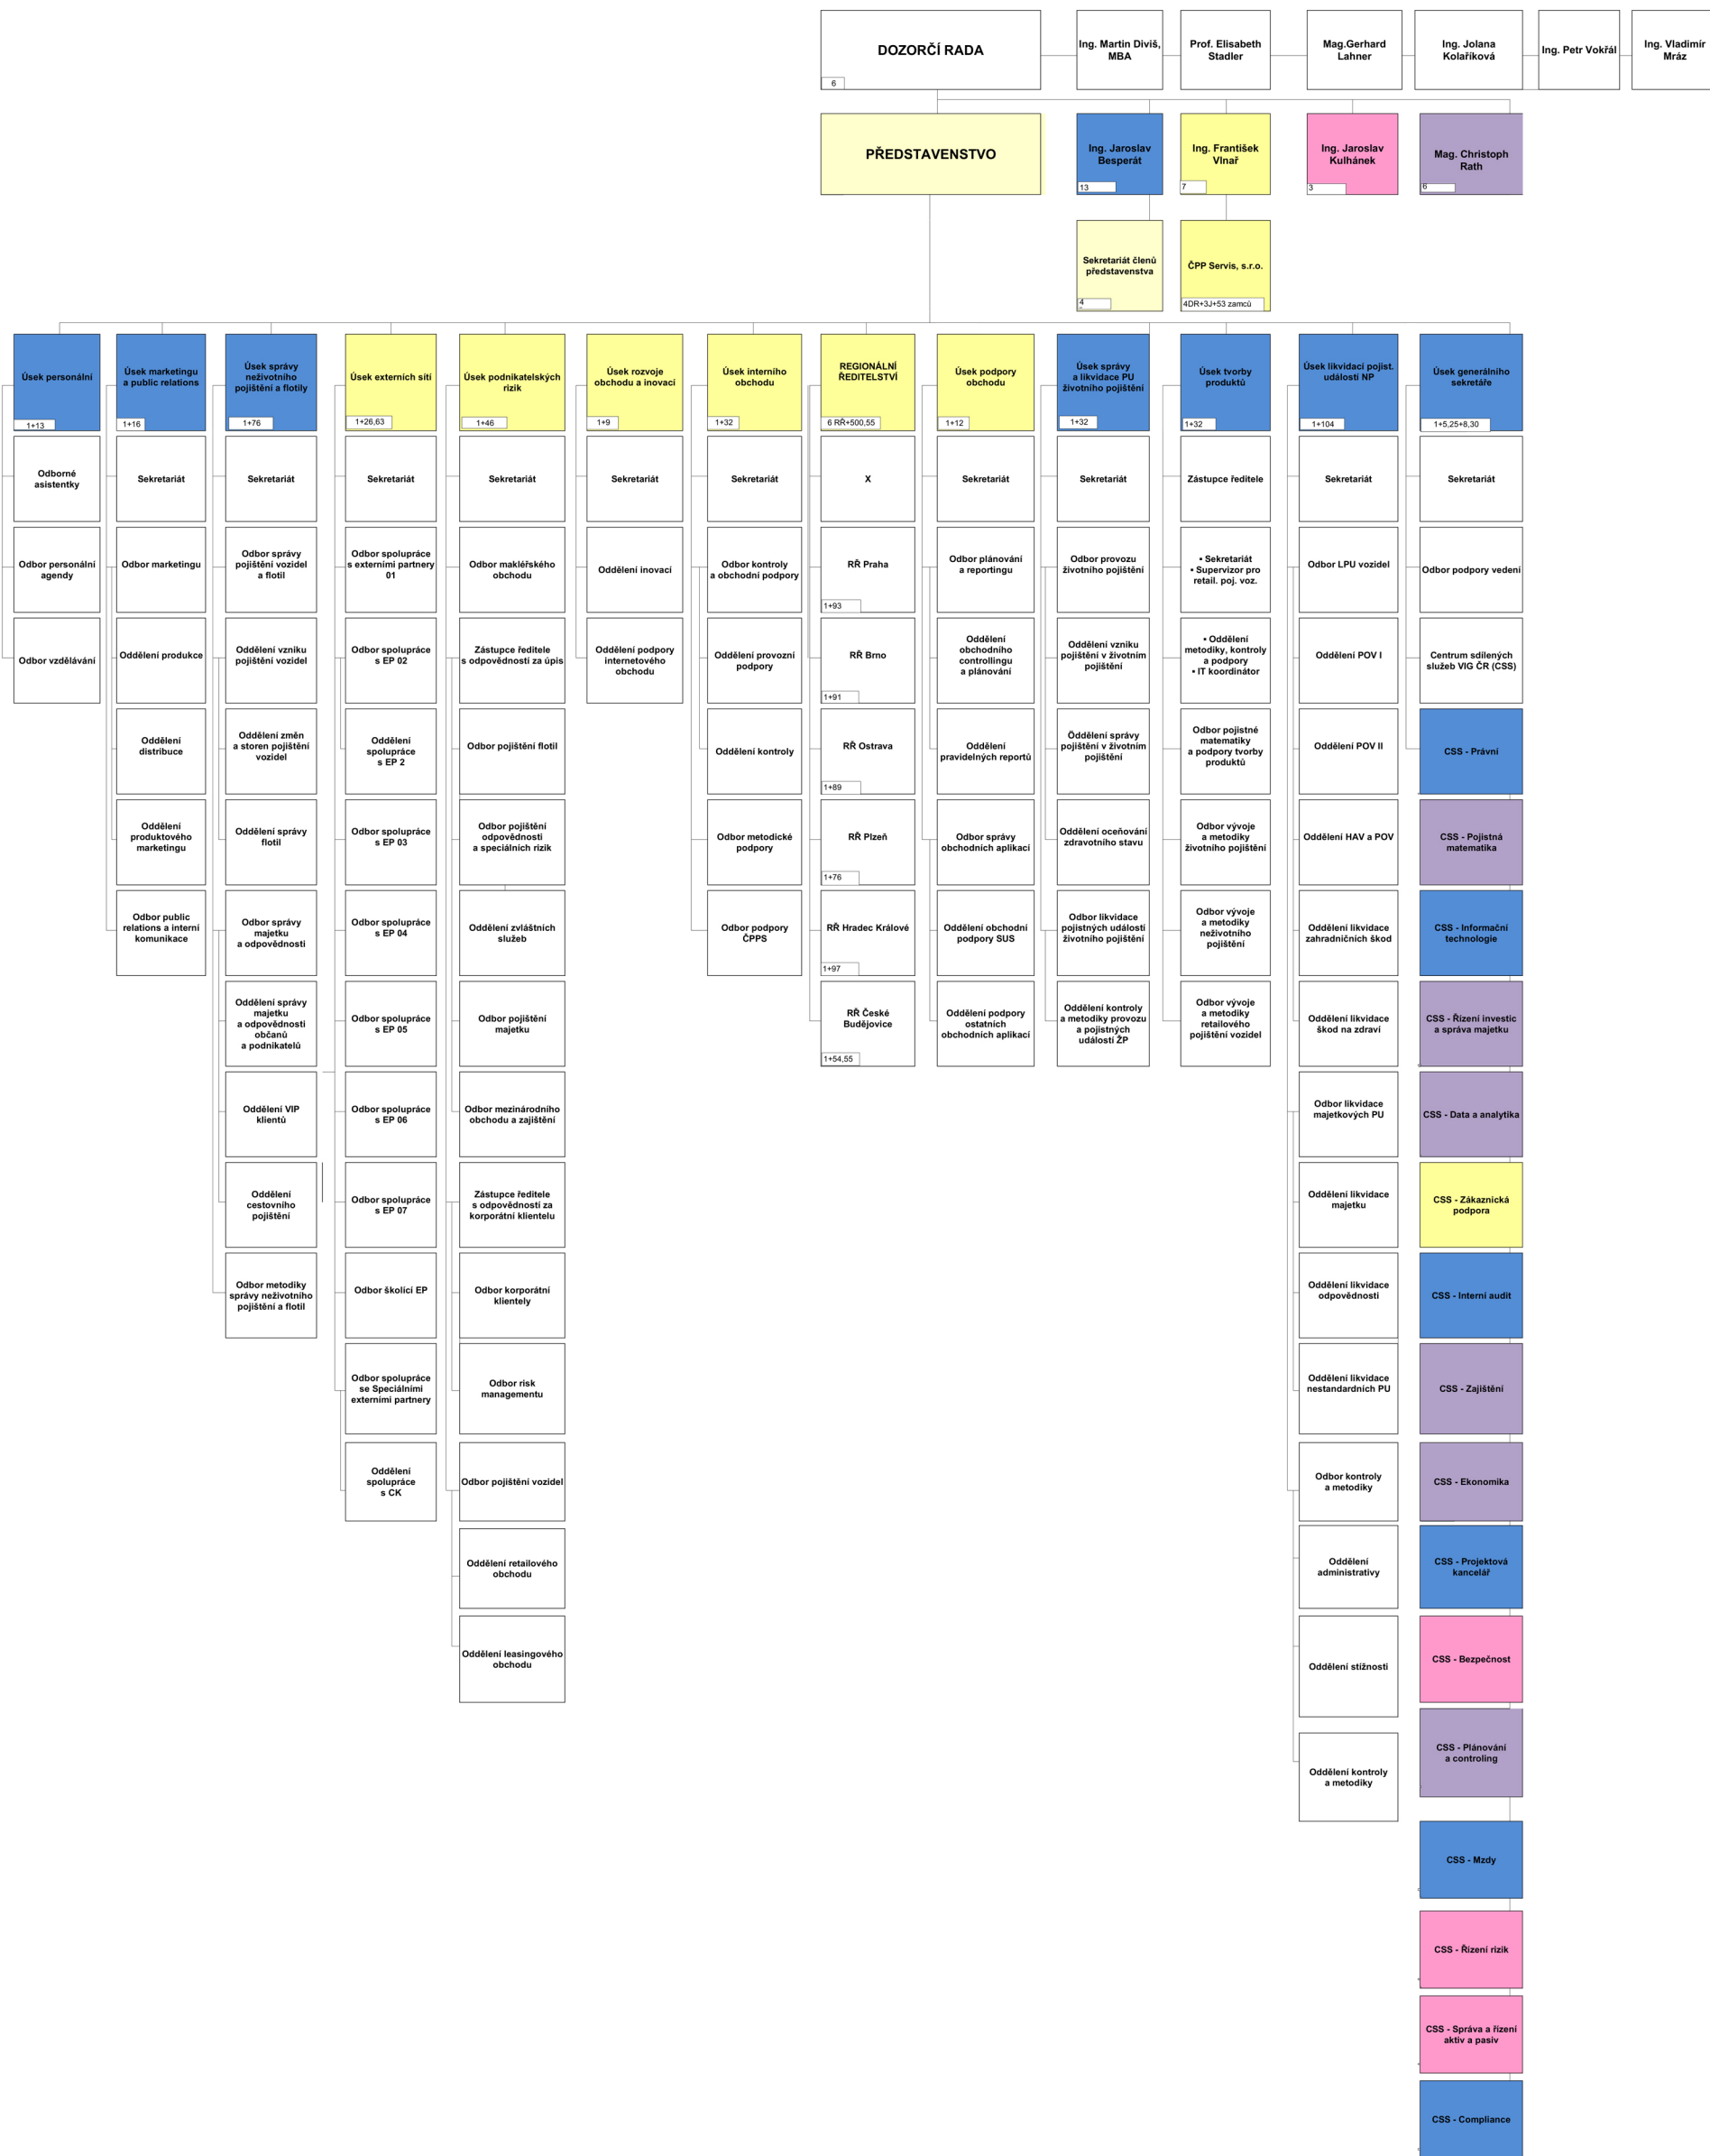 DOZORČÍ RADA
6
Ing. Martin Diviš,
MBA
Prof. Elisabeth
Stadler
Mag.Gerhard
Lahner
Ing. Jolana
Kolaříková
Ing. Petr Vokřál
Ing. Vladimír
Mráz
PŘEDSTAVENSTVO
Ing. Jaroslav
Besperát
13
Ing. František
Vlnař
7
Ing. Jaroslav
Kulhánek
3
Mag. Christoph
Rath
6
Sekretariát členů
představenstva
4
ČPP Servis, s.r.o.
4DR+3J+53 zamců
Úsek personální
1+13
Odborné
asistentky
Odbor personální
agendy
Odbor vzdělávání
Úsek marketingu
a public relations
1+16
Sekretariát
Odbor marketingu
Oddělení produkce
Oddělení
distribuce
Oddělení
produktového
marketingu
Odbor public
relations a interní
komunikace
Úsek správy
neživotního
pojištění a flotily
1+76
Sekretariát
Odbor správy
pojištění vozidel
a flotil
Oddělení vzniku
pojištění vozidel
Oddělení změn
a storen pojištění
vozidel
Oddělení správy
flotil
Odbor správy
majetku
a odpovědnosti
Oddělení správy
majetku
a odpovědnosti
občanů
a podnikatelů
Oddělení VIP
klientů
Oddělení
cestovního
pojištění
Odbor metodiky
správy neživotního
pojištění a flotil
Úsek externích sítí
1+26,63
Sekretariát
Odbor spolupráce
s externími partnery
01
Odbor spolupráce
s EP 02
Oddělení
spolupráce
s EP 2
Odbor spolupráce
s EP 03
Odbor spolupráce
s EP 04
Odbor spolupráce
s EP 05
Odbor spolupráce
s EP 06
Odbor spolupráce
s EP 07
Odbor školící EP
Odbor spolupráce
se Speciálními
externími partnery
Oddělení
spolupráce
s CK
Úsek podnikatelských
rizik
1+46
Sekretariát
Odbor makléřského
obchodu
Zástupce ředitele
s odpovědností za úpis
Odbor pojištění flotil
Odbor pojištění
odpovědnosti
a speciálních rizik
Oddělení zvláštních
služeb
Odbor pojištění
majetku
Odbor mezinárodního
obchodu a zajištění
Zástupce ředitele
s odpovědností za
korporátní klientelu
Odbor korporátní
klientely
Odbor risk
managementu
Odbor pojištění vozidel
Oddělení retailového
obchodu
Oddělení leasingového
obchodu
Úsek rozvoje
obchodu a inovací
1+9
Sekretariát
Oddělení inovací
Oddělení podpory
internetového
obchodu
Úsek interního
obchodu
1+32
Sekretariát
Odbor kontroly
a obchodní podpory
Oddělení provozní
podpory
Oddělení kontroly
Odbor metodické
podpory
Odbor podpory
ČPPS
REGIONÁLNÍ
ŘEDITELSTVÍ
6 RŘ+500,55
X
RŘ Praha
1+93
RŘ Brno
1+91
RŘ Ostrava
1+89
RŘ Plzeň
1+76
RŘ Hradec Králové
1+97
RŘ České
Budějovice
1+54,55
Úsek podpory
obchodu
1+12
Sekretariát
Odbor plánování
a reportingu
Oddělení
obchodního
controllingu
a plánování
Oddělení
pravidelných reportů
Odbor správy
obchodních aplikací
Oddělení obchodní
podpory SUS
Oddělení podpory
ostatních
obchodních aplikací
Úsek správy
a likvidace PU
životního pojištění
1+32
Sekretariát
Odbor provozu
životního pojištění
Oddělení vzniku
pojištění v životním
pojištění
Oddělení správy
pojištění v životním
pojištění
Oddělení oceňování
zdravotního stavu
Odbor likvidace
pojistných událostí
životního pojištění
Oddělení kontroly
a metodiky provozu
a pojistných
událostí ŽP
Úsek tvorby
produktů
1+32
Zástupce ředitele
▪ Sekretariát
▪ Supervizor pro
retail. poj. voz.
▪ Oddělení
metodiky, kontroly
a podpory
▪ IT koordinátor
Odbor pojistné
matematiky
a podpory tvorby
produktů
Odbor vývoje
a metodiky
životního pojištění
Odbor vývoje
a metodiky
neživotního
pojištění
Odbor vývoje
a metodiky
retailového
pojištění vozidel
Úsek likvidací pojist.
událostí NP
1+104
Sekretariát
Odbor LPU vozidel
Oddělení POV I
Oddělení POV II
Oddělení HAV a POV
Oddělení likvidace
zahraničních škod
Oddělení likvidace
škod na zdraví
Odbor likvidace
majetkových PU
Oddělení likvidace
majetku
Oddělení likvidace
odpovědnosti
Oddělení likvidace
nestandardních PU
Odbor kontroly
a metodiky
Oddělení
administrativy
Oddělení stížností
Oddělení kontroly
a metodiky
Úsek generálního
sekretáře
1+5,25+8,30
Sekretariát
Odbor podpory vedení
Centrum sdílených
služeb VIG ČR (CSS)
CSS - Právní
CSS - Pojistná
matematika
CSS - Informační
technologie
CSS - Řízení investic
a správa majetku
CSS - Data a analytika
CSS - Zákaznická
podpora
CSS - Interní audit
CSS - Zajištění
CSS - Ekonomika
CSS - Projektová
kancelář
CSS - Bezpečnost
CSS - Plánování
a controling
CSS - Mzdy
CSS - Řízení rizik
CSS - Správa a řízení
aktiv a pasiv
CSS - Compliance